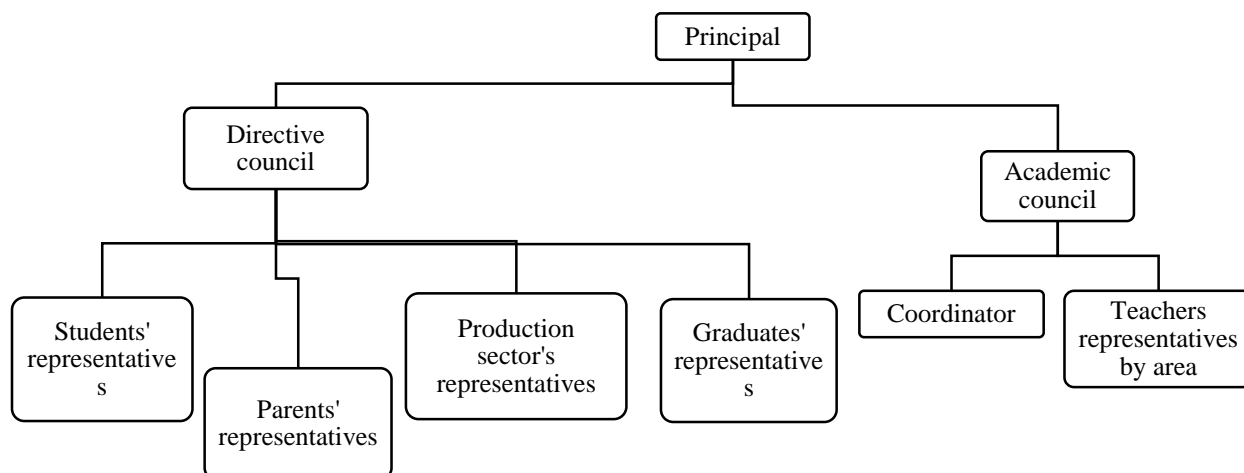 Principal
Directive
council
Academic
council
Students'
representative
s
Parents'
representatives
Production
sector's
representatives
Graduates'
representative
s
Coordinator
Teachers
representatives
by area